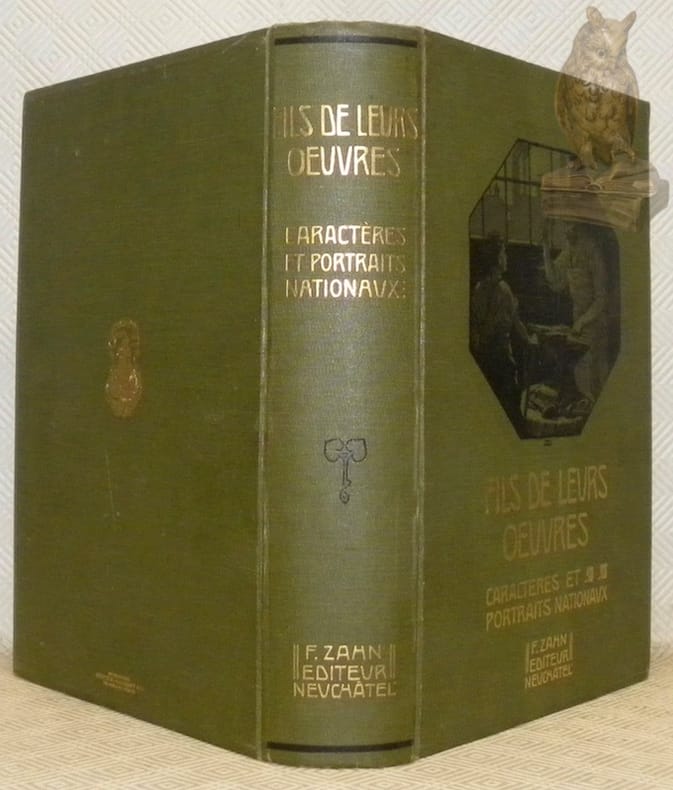 FILS DE LEURS
OEUVRES
CARACTÈRES
ET PORTRAITS
NATIONAUX
F. ZAHN
EDITEUR
NEUCHÂTEL
FILS DE LEURS
OEUVRES
CARACTERES ET
PORTRAITS NATIONAUX
F. ZAHN
EDITEUR
NEUCHÂTEL